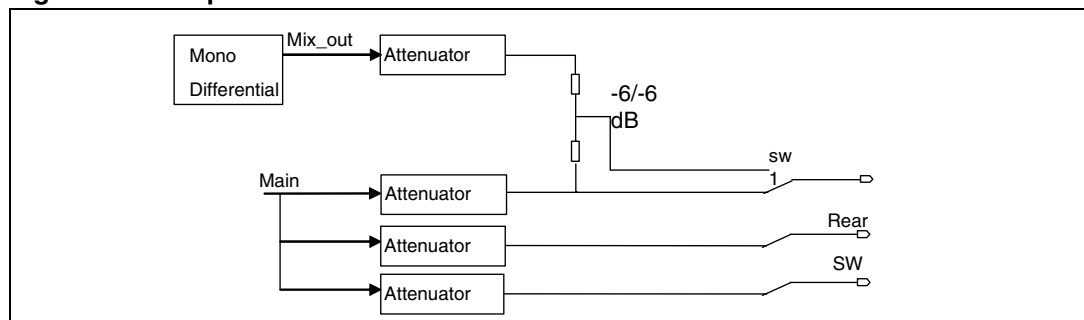 Mix_out
Mono
Differential
Attenuator
-6/-6
dB
sw
1
Main
Attenuator
Rear
Attenuator
SW
Attenuator